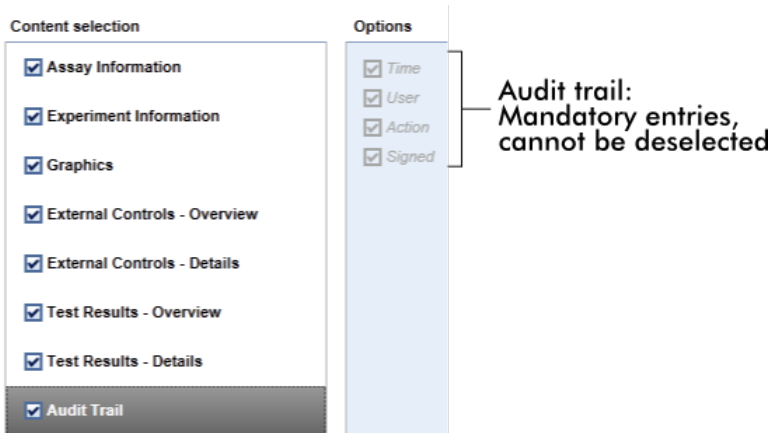 Content selection
Assay Information
Experiment Information
Graphics
External Controls - Overview
External Controls - Details
Test Results - Overview
Test Results - Details
Audit Trail
Options
Time
User
Action
Signed
Audit trail:
Mandatory entries,
cannot be deselected